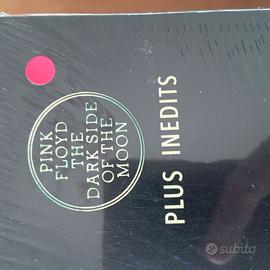 PINK
FLOYD
THE
DARK SIDE
OF THE
MOON
PLUS INEDITS
subito